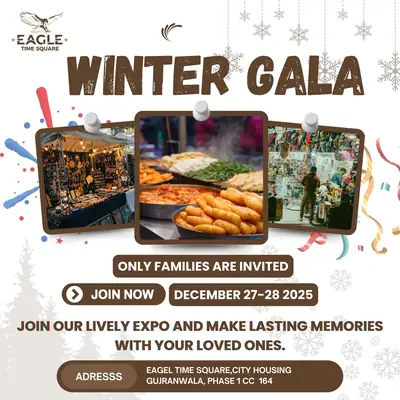 EAGLE
TIME SQUARE
WINTER GALA
ONLY FAMILIES ARE INVITED
JOIN NOW
DECEMBER 27-28 2025
JOIN OUR LIVELY EXPO AND MAKE LASTING MEMORIES
WITH YOUR LOVED ONES.
ADRESSS
EAGEL TIME SQUARE,CITY HOUSING
GUJRANWALA, PHASE 1 CC 164